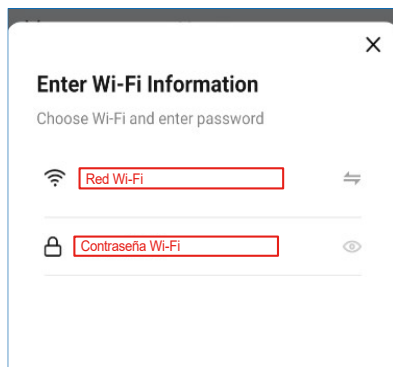 Enter Wi-Fi Information
Choose Wi-Fi and enter password
Red Wi-Fi
Contraseña Wi-Fi